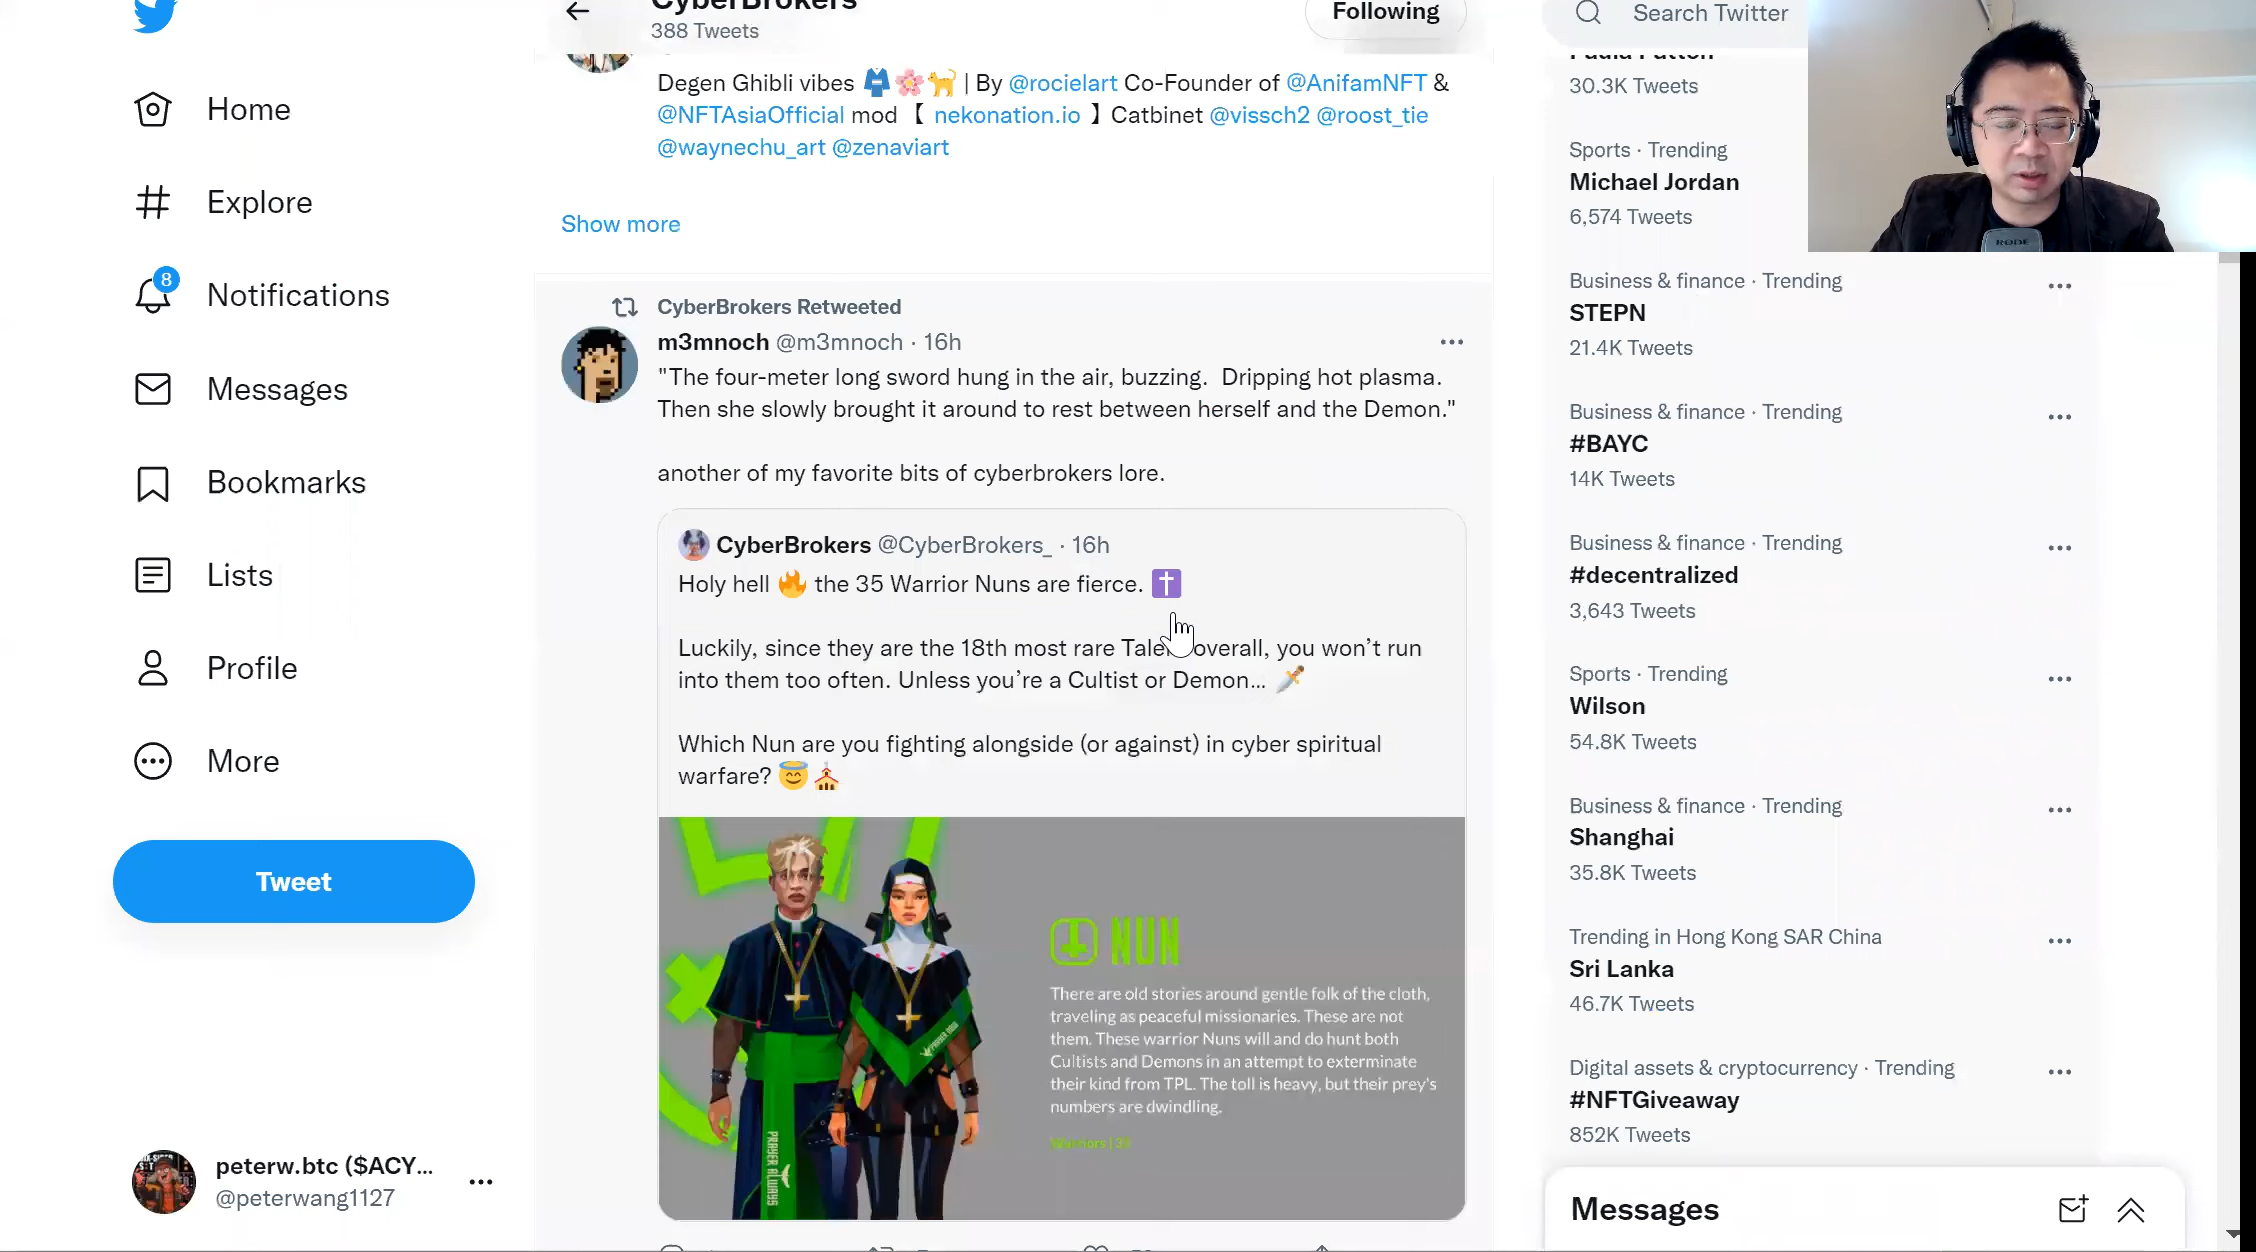 Home
Explore
8
Notifications
Messages
Bookmarks
Lists
Profile
More
Tweet
peterw.btc ($ACY...
@peterwang1127
CyberBrokers
388 Tweets
Following
Degen Ghibli vibes 👘🌸🐈 | By @rocielart Co-Founder of @AnifamNFT &
@NFTAsiaOfficial mod 【 nekonation.io 】Catbinet @vissch2 @roost_tie
@waynechu_art @zenaviart
Show more
CyberBrokers Retweeted
m3mnoch @m3mnoch · 16h
"The four-meter long sword hung in the air, buzzing. Dripping hot plasma.
Then she slowly brought it around to rest between herself and the Demon."
another of my favorite bits of cyberbrokers lore.
CyberBrokers @CyberBrokers_ · 16h
Holy hell 🔥 the 35 Warrior Nuns are fierce. ✝️
Luckily, since they are the 18th most rare Talent overall, you won't run
into them too often. Unless you're a Cultist or Demon... 🗡️
Which Nun are you fighting alongside (or against) in cyber spiritual
warfare? 😇⛪
NUN
There are old stories around gentle folk of the cloth,
traveling as peaceful missionaries. These are not
them. These warrior Nuns will and do hunt both
Cultists and Demons in an attempt to exterminate
their kind from TPL. The toll is heavy, but their prey's
numbers are dwindling.
PRAYER ALWAYS
Search Twitter
30.3K Tweets
Sports · Trending
Michael Jordan
6,574 Tweets
RODE
Business & finance · Trending
STEPN
21.4K Tweets
Business & finance · Trending
#BAYC
14K Tweets
Business & finance · Trending
#decentralized
3,643 Tweets
Sports · Trending
Wilson
54.8K Tweets
Business & finance · Trending
Shanghai
35.8K Tweets
Trending in Hong Kong SAR China
Sri Lanka
46.7K Tweets
Digital assets & cryptocurrency · Trending
#NFTGiveaway
852K Tweets
Messages